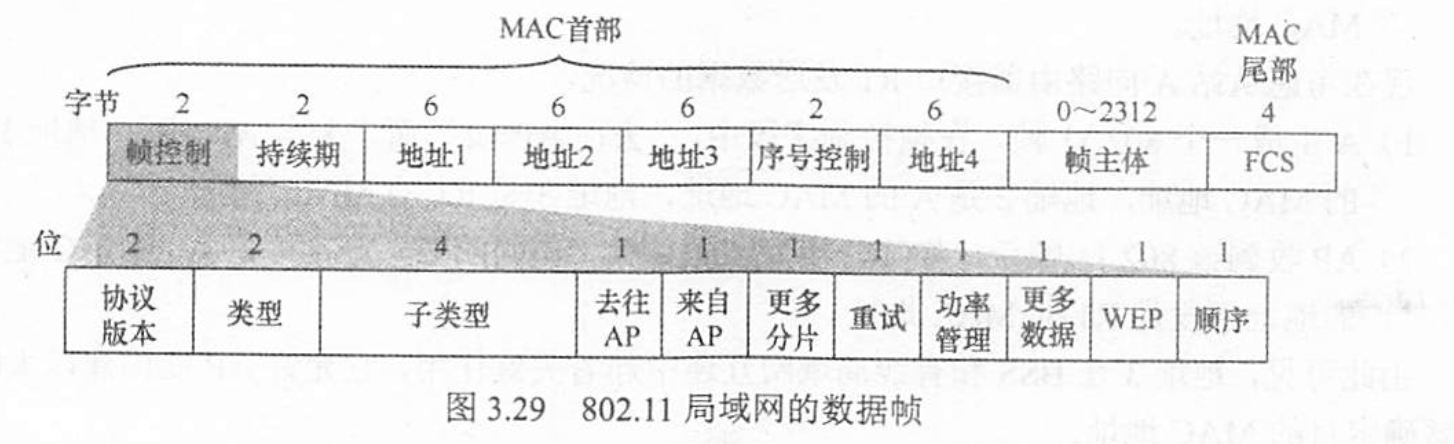 MAC首部
MAC
尾部
字节 2 2 6 6 6 2 6 0～2312 4
帧控制 持续期 地址1 地址2 地址3 序号控制 地址4 帧主体 FCS
位 2 2 4 1 1 1 1 1 1 1 1
协议版本 类型 子类型 去往AP 来自AP 更多分片 重试 功率管理 更多数据 WEP 顺序
图 3.29 802.11 局域网的数据帧